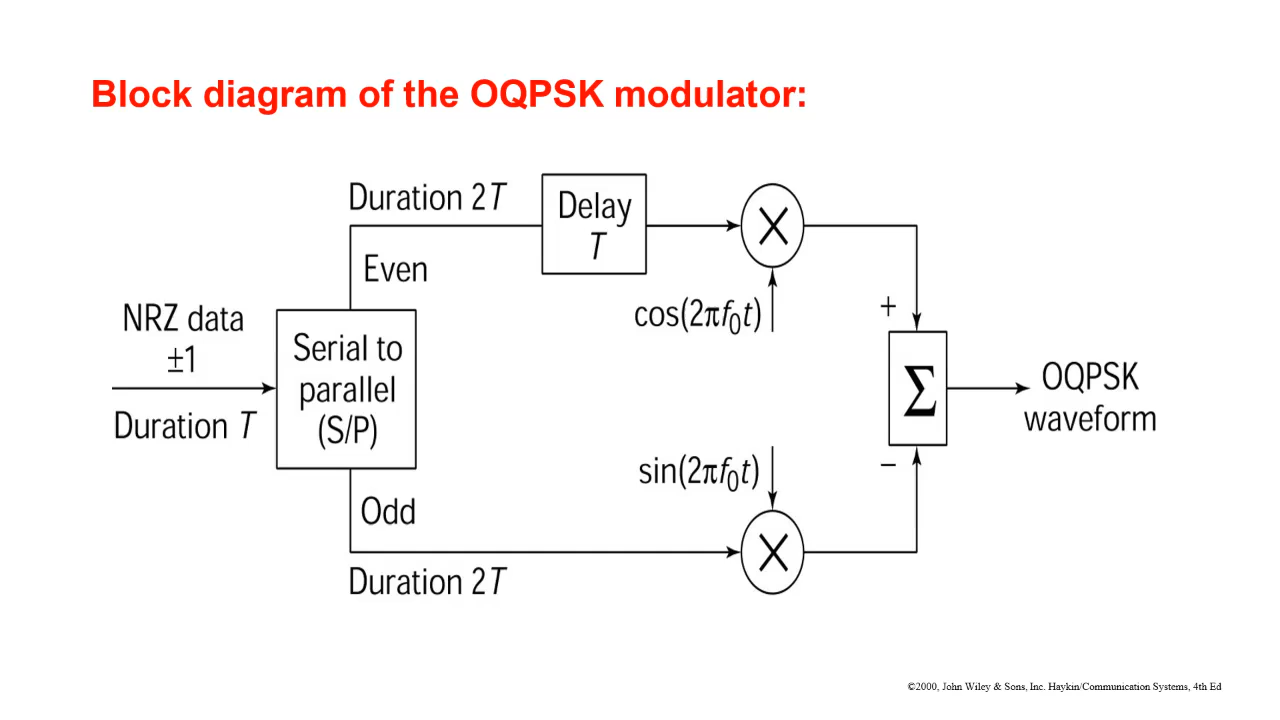 Block diagram of the OQPSK modulator:
Duration 2T
Delay
T
×
Even
cos(2πf₀t)
NRZ data
±1
Duration T
Serial to
parallel
(S/P)
+
Σ
−
OQPSK
waveform
sin(2πf₀t)
Odd
×
Duration 2T
©2000, John Wiley & Sons, Inc. Haykin/Communication Systems, 4th Ed